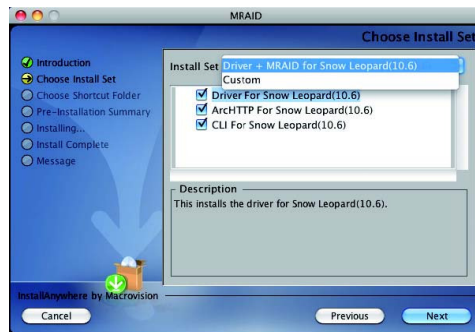 MRAID
Choose Install Set
Introduction
Choose Install Set
Choose Shortcut Folder
Pre-Installation Summary
Installing...
Install Complete
Message
Install Set
Driver + MRAID for Snow Leopard(10.6)
Custom
Driver For Snow Leopard(10.6)
ArcHTTP For Snow Leopard(10.6)
CLI For Snow Leopard(10.6)
Description
This installs the driver for Snow Leopard(10.6).
InstallAnywhere by Macrovision
Cancel
Previous
Next